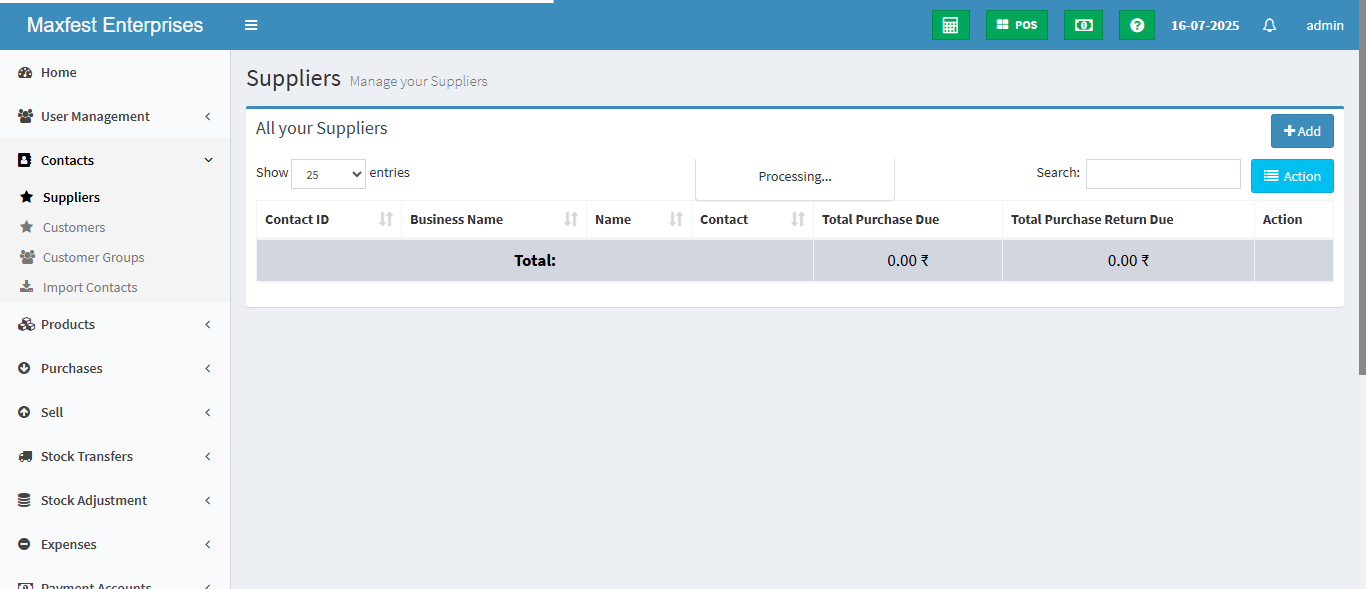 Maxfest Enterprises
POS
16-07-2025
admin
Home
User Management
Contacts
Suppliers
Customers
Customer Groups
Import Contacts
Products
Purchases
Sell
Stock Transfers
Stock Adjustment
Expenses
Payment Accounts
Suppliers Manage your Suppliers
All your Suppliers
Add
Show 25 entries
Processing...
Search:
Action
Contact ID Business Name Name Contact Total Purchase Due Total Purchase Return Due Action
Total: 0.00 ₹ 0.00 ₹